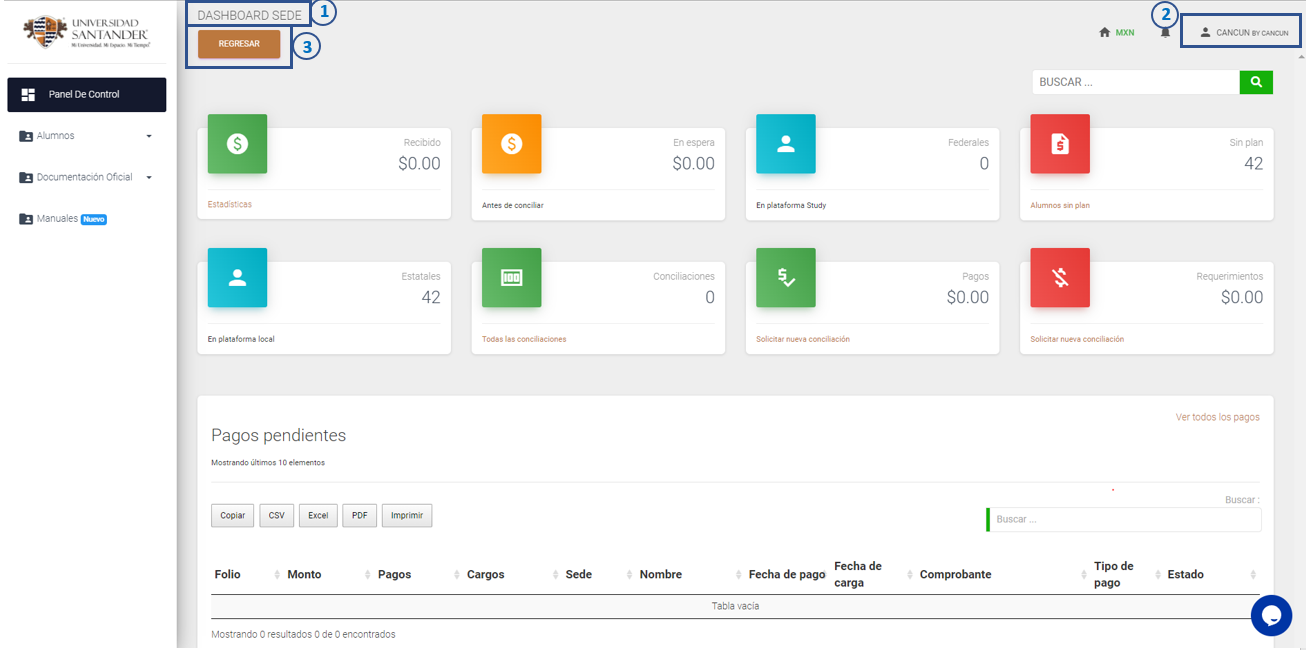 UNIVERSIDAD
SANTANDER
Mi Universidad. Mi Espacio. Mi Tiempo
DASHBOARD SEDE
1
REGRESAR
3
MXN
2
CANCUN BY CANCUN
Panel De Control
Alumnos
Documentación Oficial
Manuales Nuevo
BUSCAR ...
Recibido
$0.00
Estadísticas
En espera
$0.00
Antes de conciliar
Federales
0
En plataforma Study
Sin plan
42
Alumnos sin plan
Estatales
42
En plataforma local
Conciliaciones
0
Todas las conciliaciones
Pagos
$0.00
Solicitar nueva conciliación
Requerimientos
$0.00
Solicitar nueva conciliación
Ver todos los pagos
Pagos pendientes
Mostrando últimos 10 elementos
Copiar CSV Excel PDF Imprimir
Buscar :
Buscar ...
Folio Monto Pagos Cargos Sede Nombre Fecha de pago Fecha de carga Comprobante Tipo de pago Estado
Tabla vacía
Mostrando 0 resultados 0 de 0 encontrados